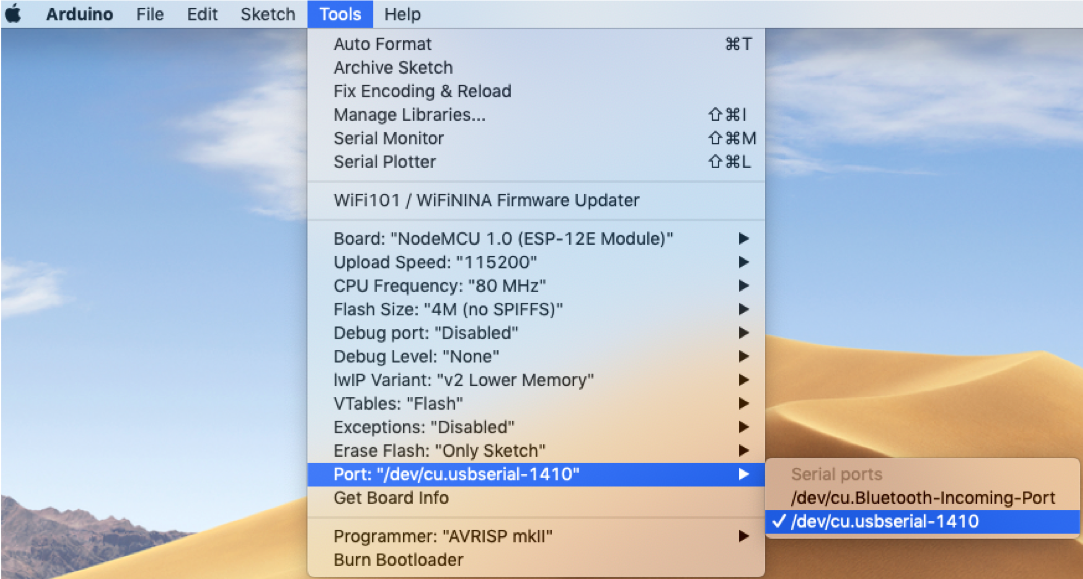 Arduino File Edit Sketch Tools Help
Auto Format ⌘T
Archive Sketch
Fix Encoding & Reload
Manage Libraries... ⇧⌘I
Serial Monitor ⇧⌘M
Serial Plotter ⇧⌘L
WiFi101 / WiFiNINA Firmware Updater
Board: "NodeMCU 1.0 (ESP-12E Module)"
Upload Speed: "115200"
CPU Frequency: "80 MHz"
Flash Size: "4M (no SPIFFS)"
Debug port: "Disabled"
Debug Level: "None"
lwIP Variant: "v2 Lower Memory"
VTables: "Flash"
Exceptions: "Disabled"
Erase Flash: "Only Sketch"
Port: "/dev/cu.usbserial-1410"
Get Board Info
Programmer: "AVRISP mkII"
Burn Bootloader
Serial ports
/dev/cu.Bluetooth-Incoming-Port
✓ /dev/cu.usbserial-1410